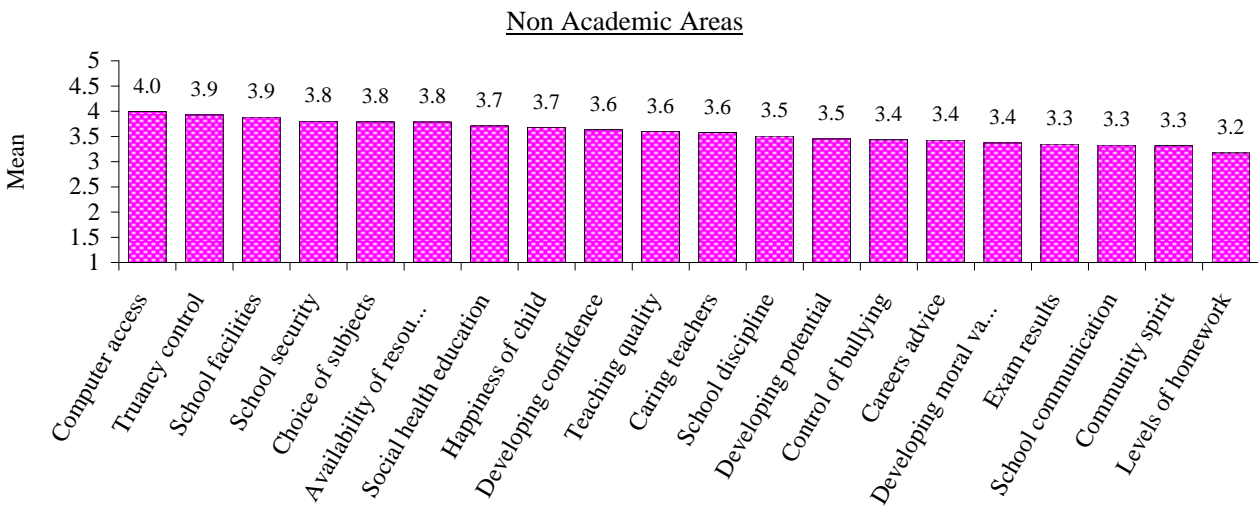 Non Academic Areas
Mean
5
4.5
4
3.5
3
2.5
2
1.5
1
4.0 3.9 3.9 3.8 3.8 3.8 3.7 3.7 3.6 3.6 3.6 3.5 3.5 3.4 3.4 3.4 3.3 3.3 3.3 3.2
Computer access
Truancy control
School facilities
School security
Choice of subjects
Availability of resou...
Social health education
Happiness of child
Developing confidence
Teaching quality
Caring teachers
School discipline
Developing potential
Control of bullying
Careers advice
Developing moral va...
Exam results
School communication
Community spirit
Levels of homework